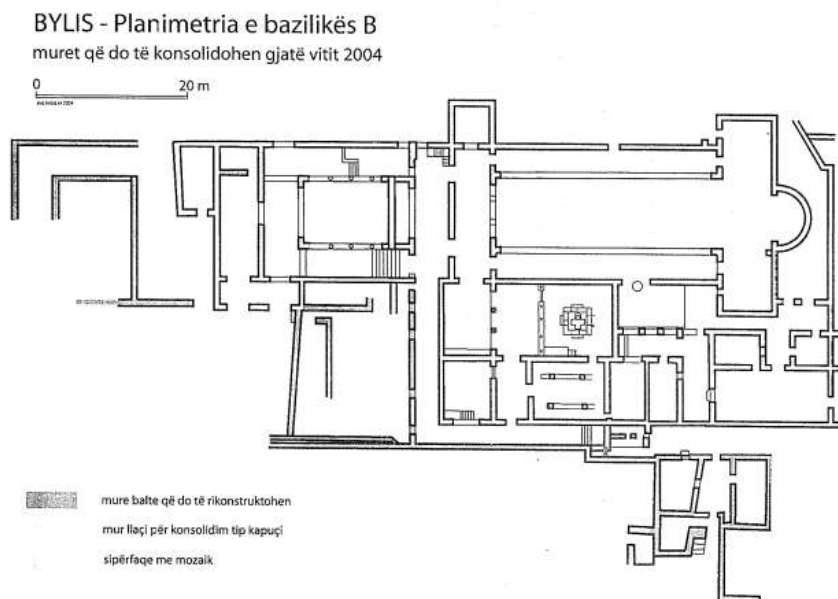 BYLIS - Planimetria e bazilikës B
muret që do të konsolidohen gjatë vitit 2004
0 20 m
mure balte që do të rikonstruktohen
mur llaçi për konsolidim tip kapuçi
sipërfaqe me mozaik